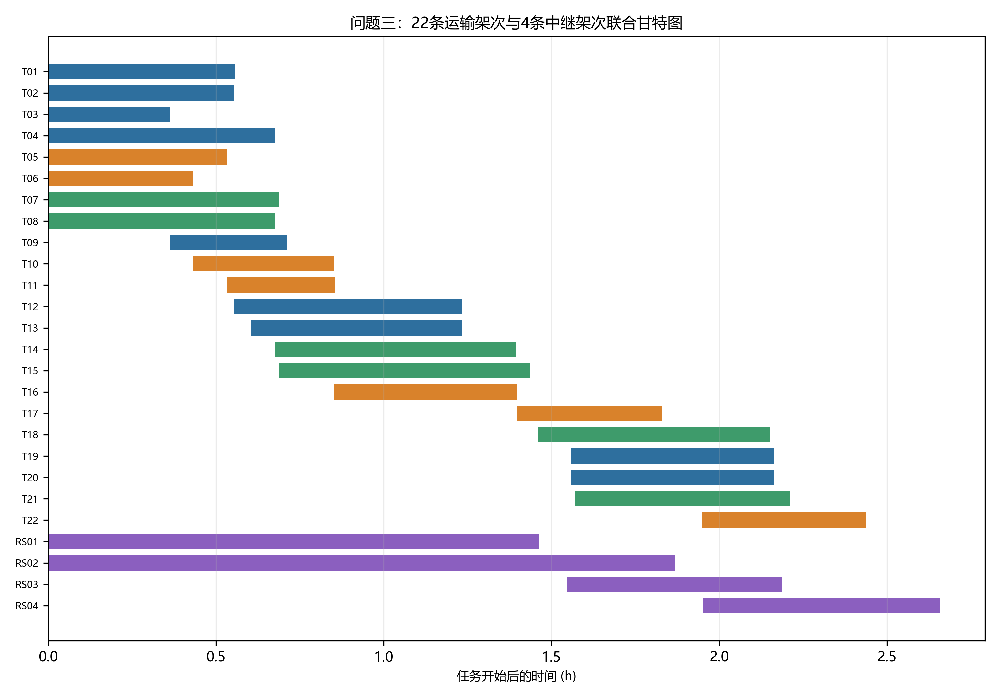 问题三：22条运输架次与4条中继架次联合甘特图
T01
T02
T03
T04
T05
T06
T07
T08
T09
T10
T11
T12
T13
T14
T15
T16
T17
T18
T19
T20
T21
T22
RS01
RS02
RS03
RS04
0.0 0.5 1.0 1.5 2.0 2.5
任务开始后的时间 (h)